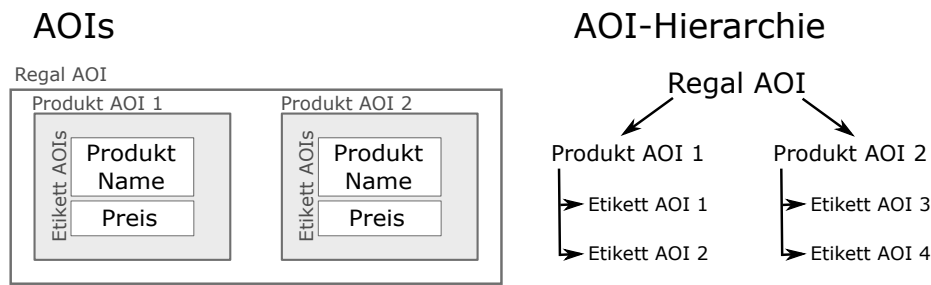 AOIs
Regal AOI
Produkt AOI 1
Etikett AOIs
Produkt
Name
Preis
Produkt AOI 2
Etikett AOIs
Produkt
Name
Preis
AOI-Hierarchie
Regal AOI
Produkt AOI 1
Etikett AOI 1
Etikett AOI 2
Produkt AOI 2
Etikett AOI 3
Etikett AOI 4